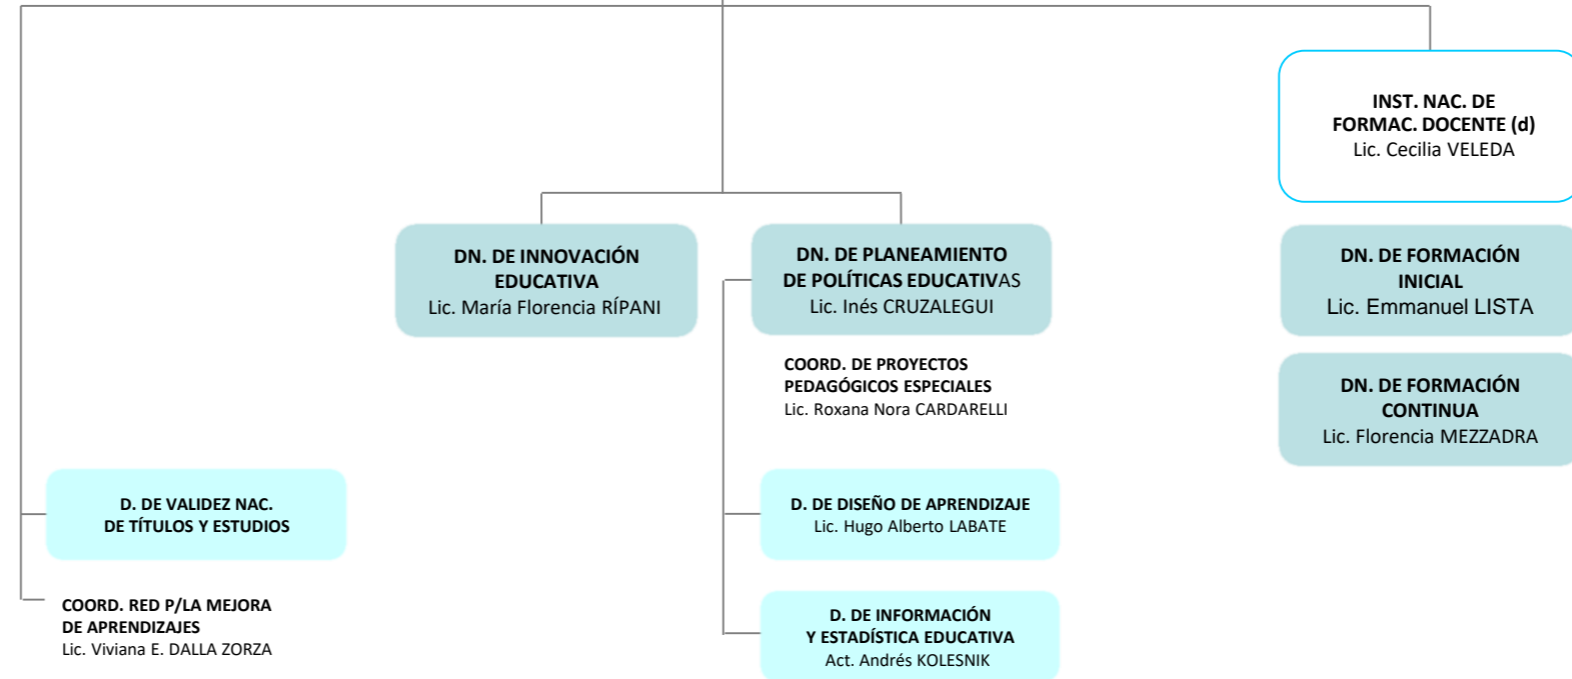 INST. NAC. DE
FORMAC. DOCENTE (d)
Lic. Cecilia VELEDA
DN. DE INNOVACIÓN
EDUCATIVA
Lic. María Florencia RÍPANI
DN. DE PLANEAMIENTO
DE POLÍTICAS EDUCATIVAS
Lic. Inés CRUZALEGUI
DN. DE FORMACIÓN
INICIAL
Lic. Emmanuel LISTA
COORD. DE PROYECTOS
PEDAGÓGICOS ESPECIALES
Lic. Roxana Nora CARDARELLI
DN. DE FORMACIÓN
CONTINUA
Lic. Florencia MEZZADRA
D. DE VALIDEZ NAC.
DE TÍTULOS Y ESTUDIOS
D. DE DISEÑO DE APRENDIZAJE
Lic. Hugo Alberto LABATE
COORD. RED P/LA MEJORA
DE APRENDIZAJES
Lic. Viviana E. DALLA ZORZA
D. DE INFORMACIÓN
Y ESTADÍSTICA EDUCATIVA
Act. Andrés KOLESNIK